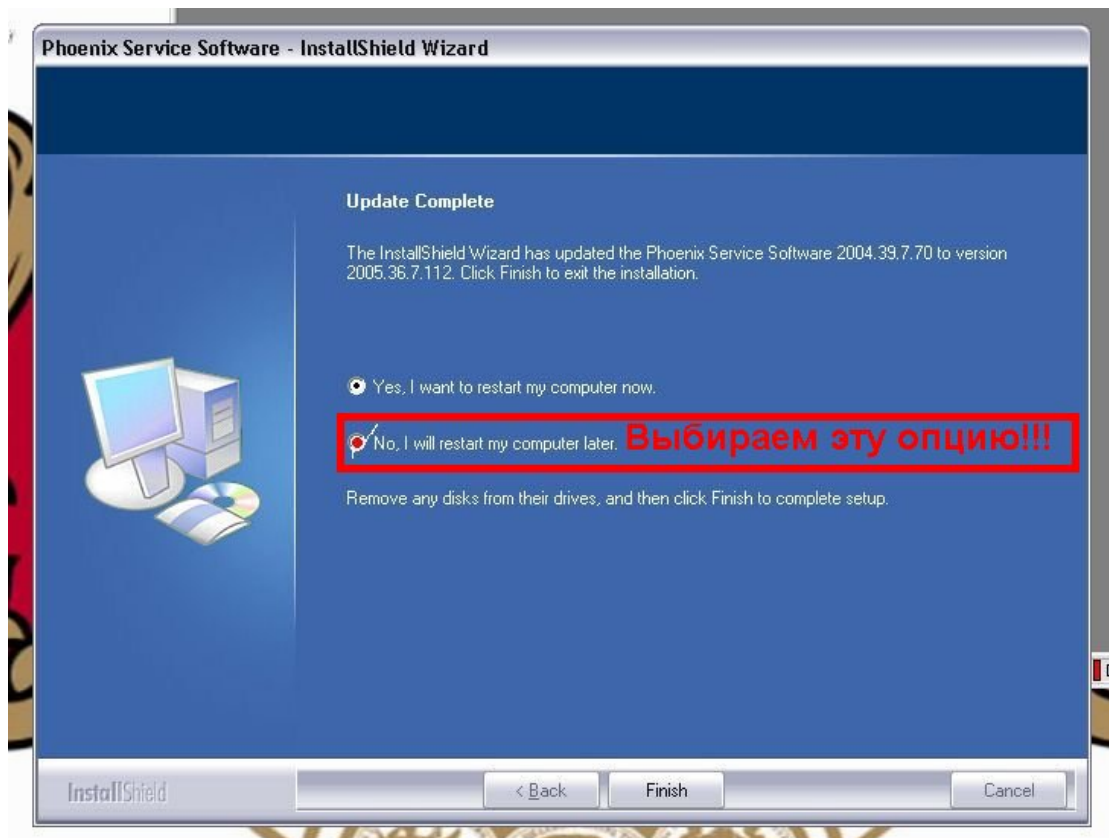 Phoenix Service Software - InstallShield Wizard
Update Complete
The InstallShield Wizard has updated the Phoenix Service Software 2004.39.7.70 to version
2005.36.7.112. Click Finish to exit the installation.
Yes, I want to restart my computer now.
No, I will restart my computer later. Выбираем эту опцию!!!
Remove any disks from their drives, and then click Finish to complete setup.
InstallShield
< Back Finish Cancel